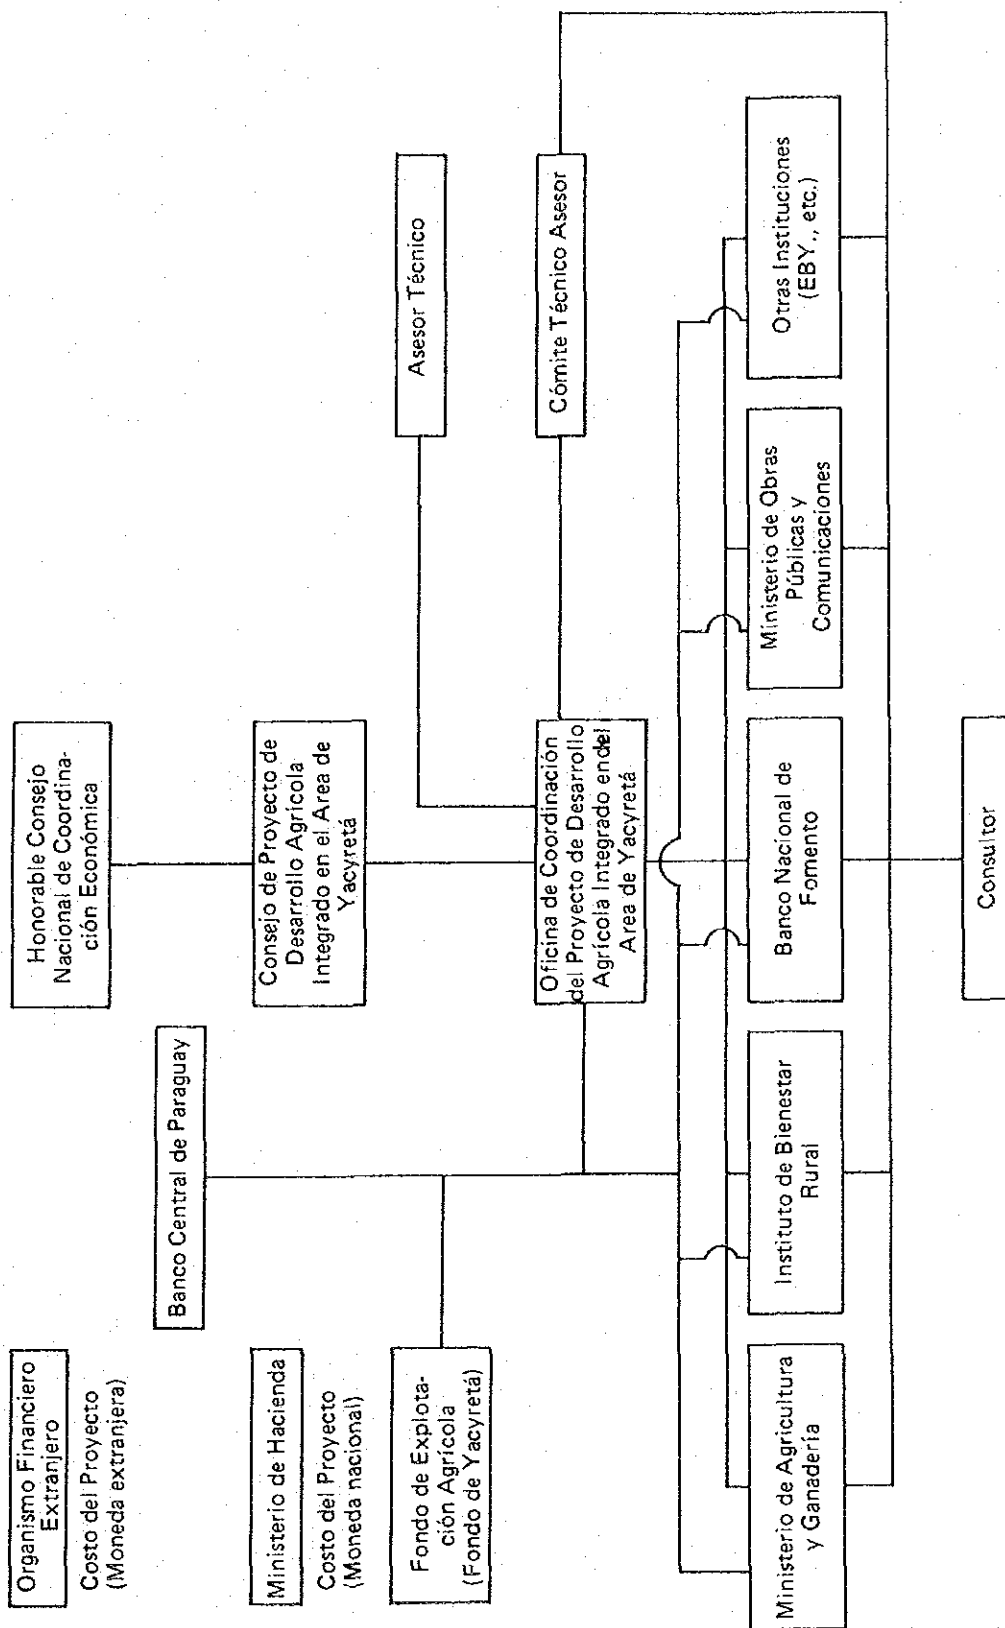 Organismo Financiero
Extranjero
Costo del Proyecto
(Moneda extranjera)
Banco Central de Paraguay
Honorable Consejo
Nacional de Coordina-
ción Económica
Ministerio de Hacienda
Costo del Proyecto
(Moneda nacional)
Consejo de Proyecto de
Desarrollo Agrícola
Integrado en el Area de
Yacyretá
Fondo de Explota-
ción Agrícola
(Fondo de Yacyretá)
Asesor Técnico
Oficina de Coordinación
del Proyecto de Desarrollo
Agrícola Integrado endel
Area de Yacyretá
Cómite Técnico Asesor
Ministerio de Agricultura
y Ganadería
Instituto de Bienestar
Rural
Banco Nacional de
Fomento
Ministerio de Obras
Públicas y
Comunicaciones
Otras Instituciones
(EBY., etc.)
Consultor